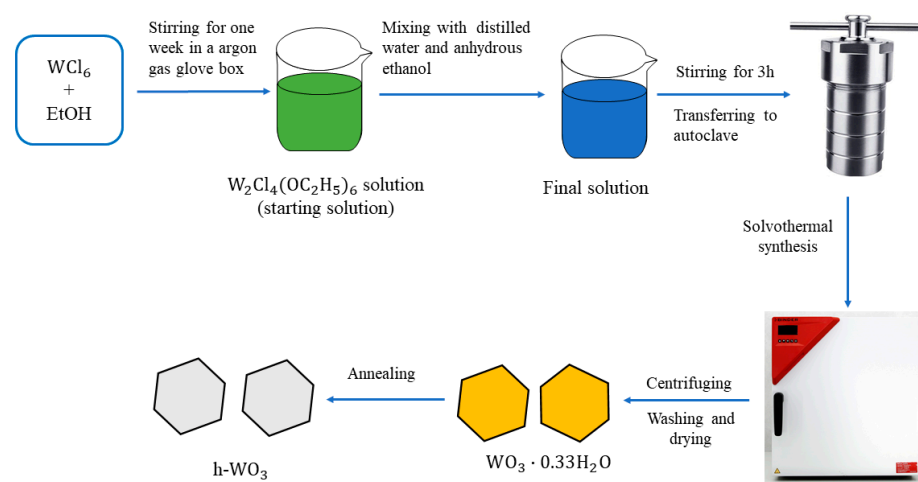 WCl₆
+
EtOH
Stirring for one
week in a argon
gas glove box
W₂Cl₄(OC₂H₅)₆ solution
(starting solution)
Mixing with distilled
water and anhydrous
ethanol
Final solution
Stirring for 3h
Transferring to
autoclave
Solvothermal
synthesis
Centrifuging
Washing and
drying
WO₃ · 0.33H₂O
Annealing
h-WO₃